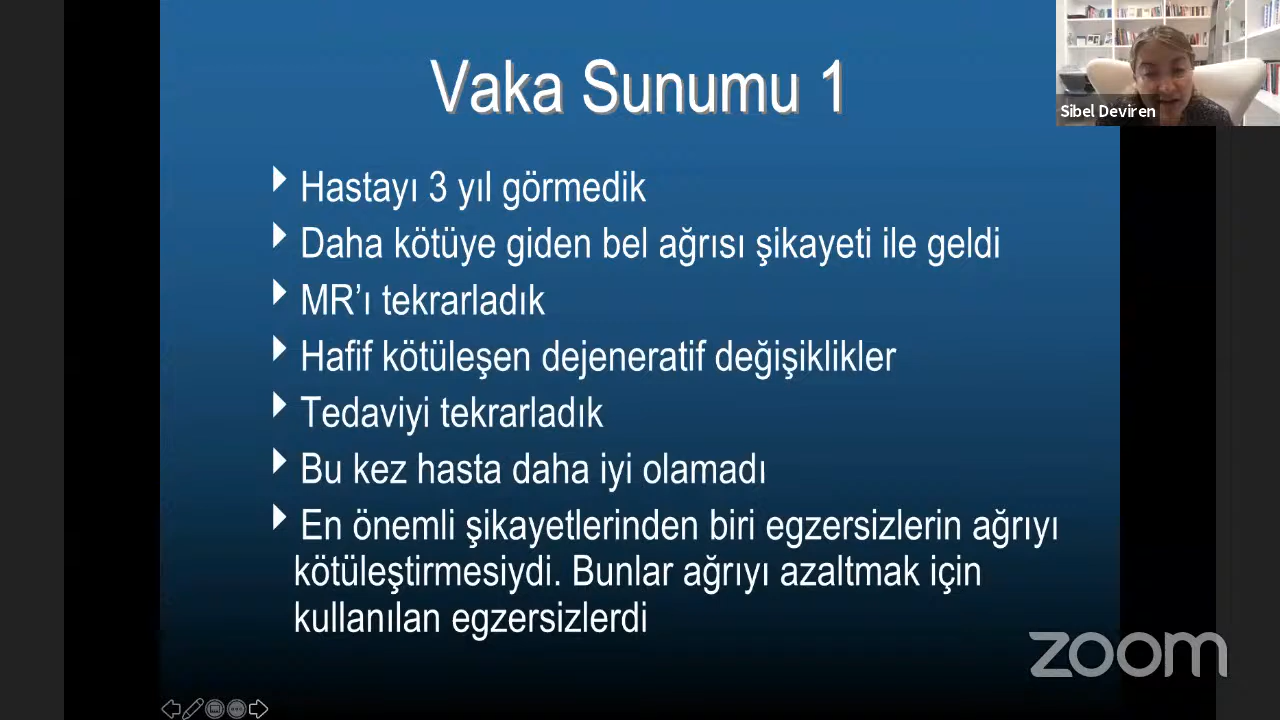 Vaka Sunumu 1
Sibel Deviren
Hastayı 3 yıl görmedik
Daha kötüye giden bel ağrısı şikayeti ile geldi
MR’ı tekrarladık
Hafif kötüleşen dejeneratif değişiklikler
Tedaviyi tekrarladık
Bu kez hasta daha iyi olamadı
En önemli şikayetlerinden biri egzersizlerin ağrıyı
kötüleştirmesiydi. Bunlar ağrıyı azaltmak için
kullanılan egzersizlerdi
zoom